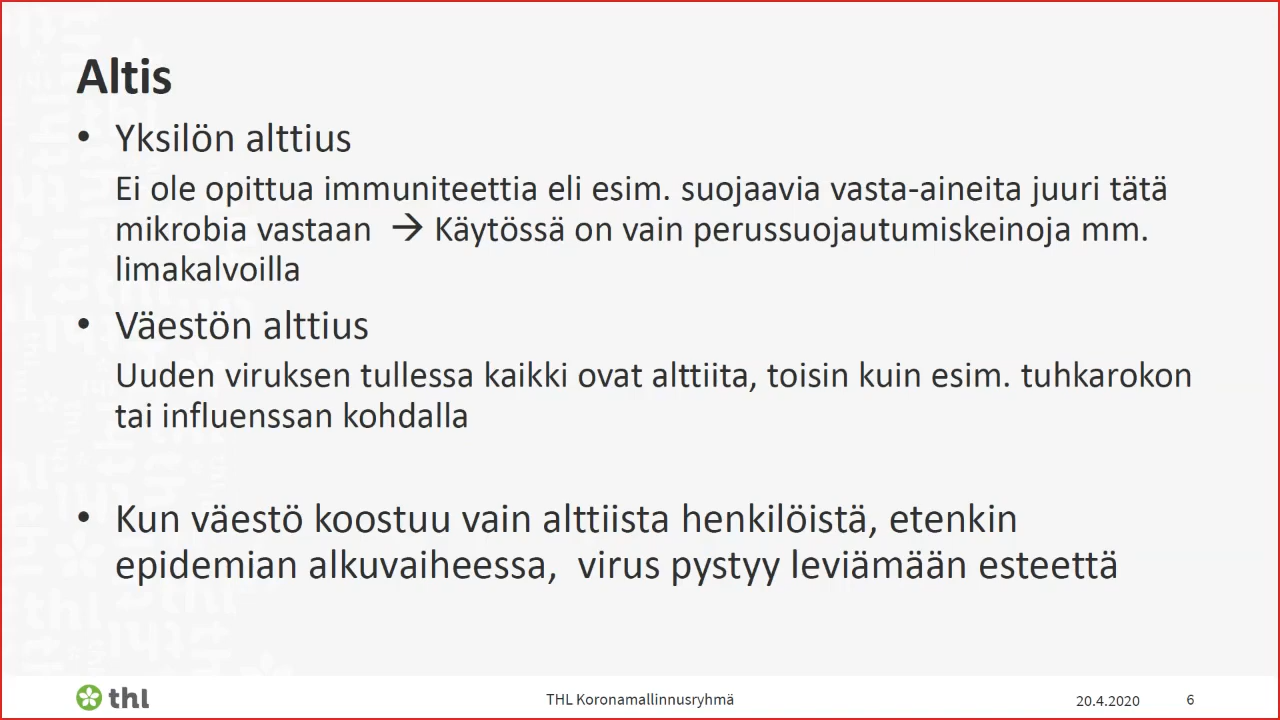 Altis
• Yksilön alttius
Ei ole opittua immuniteettia eli esim. suojaavia vasta-aineita juuri tätä
mikrobia vastaan → Käytössä on vain perussuojautumiskeinoja mm.
limakalvoilla
• Väestön alttius
Uuden viruksen tullessa kaikki ovat alttiita, toisin kuin esim. tuhkarokon
tai influenssan kohdalla
• Kun väestö koostuu vain alttiista henkilöistä, etenkin
epidemian alkuvaiheessa, virus pystyy leviämään esteettä
thl
THL Koronamallinnusryhmä
20.4.2020
6